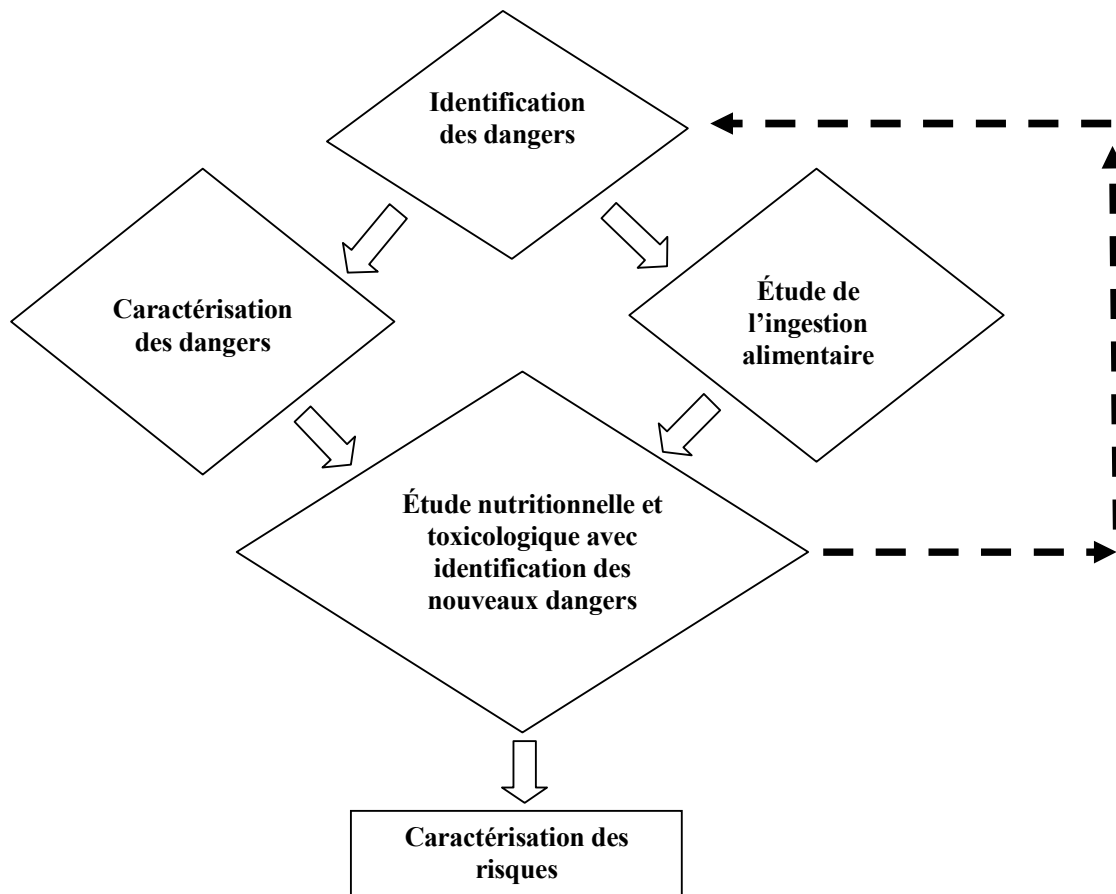 Identification
des dangers
Caractérisation
des dangers
Étude de
l’ingestion
alimentaire
Étude nutritionnelle et
toxicologique avec
identification des
nouveaux dangers
Caractérisation des
risques